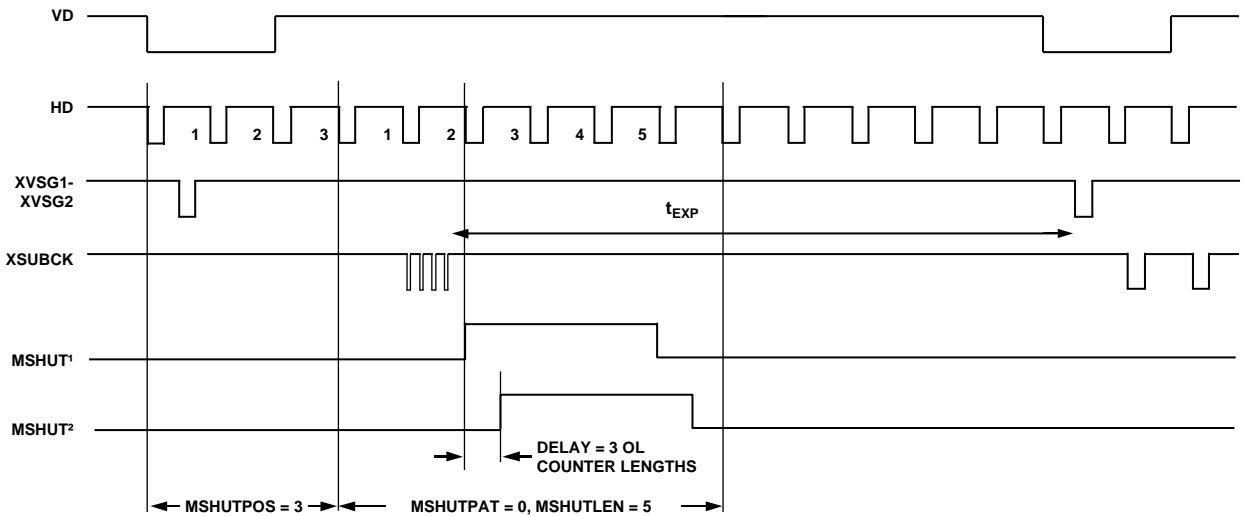 VD
HD
1 2 3 1 2 3 4 5
XVSG1-
XVSG2
tEXP
XSUBCK
MSHUT¹
MSHUT²
DELAY = 3 OL
COUNTER LENGTHS
MSHUTPOS = 3
MSHUTPAT = 0, MSHUTLEN = 5